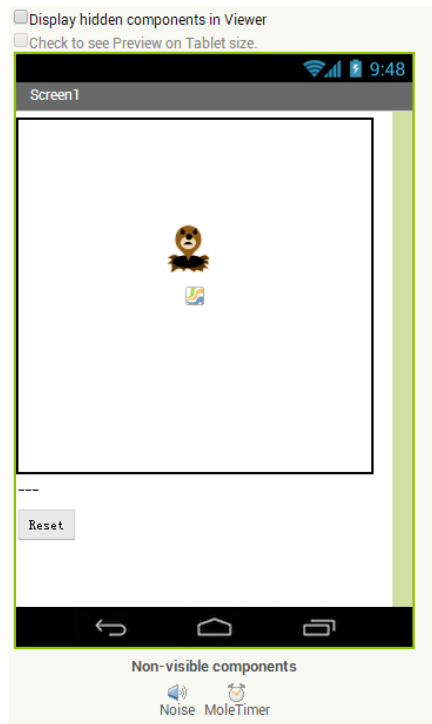 Display hidden components in Viewer
Check to see Preview on Tablet size.
9:48
Screen1
---
Reset
Non-visible components
Noise MoleTimer